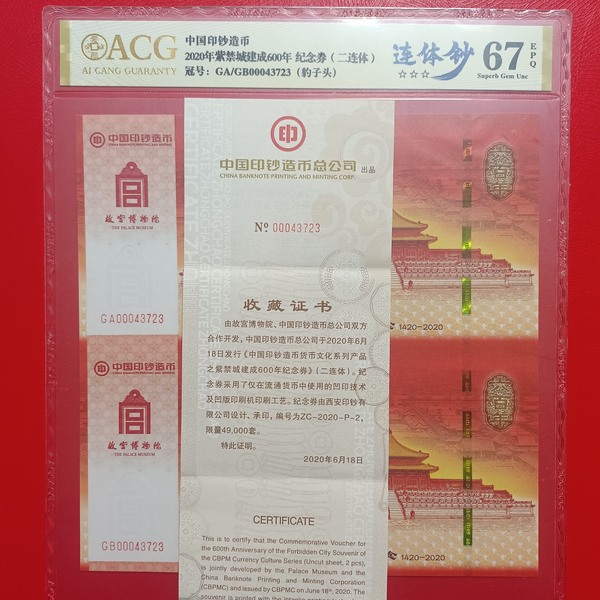 ACG
AI GANG GUARANTY
中国印钞造币
2020年紫禁城建成600年 纪念券（二连体）
冠号：GA/GB00043723（豹子头）
连体钞
☆☆☆
67
EPQ
Superb Gem Unc
中国印钞造币
故宫博物院
THE PALACE MUSEUM
GA00043723
中国印钞造币
故宫博物院
THE PALACE MUSEUM
GB00043723
中国印钞造币总公司 出品
CHINA BANKNOTE PRINTING AND MINTING CORP.
№ 00043723
收藏证书
由故宫博物院、中国印钞造币总公司双方
合作开发，中国印钞造币总公司于2020年6月
18日发行《中国印钞造币货币文化系列产品
之紫禁城建成600年纪念券》（二连体）。纪
念券采用了仅在流通货币中使用的凹印技术
及凹版印刷机印刷工艺。纪念券由西安印钞有
限公司设计、承印，编号为ZC-2020-P-2，
限量49,000套。
特此证明。
2020年6月18日
CERTIFICATE
This is to certify that the Commemorative Voucher for
the 600th Anniversary of the Forbidden City Souvenir of
the CBPM Currency Culture Series (Uncut sheet, 2 pcs),
is jointly developed by the Palace Museum and the
China Banknote Printing and Minting Corporation
(CBPMC) and issued by CBPMC on June 18th, 2020. The
1420-2020
1420-2020